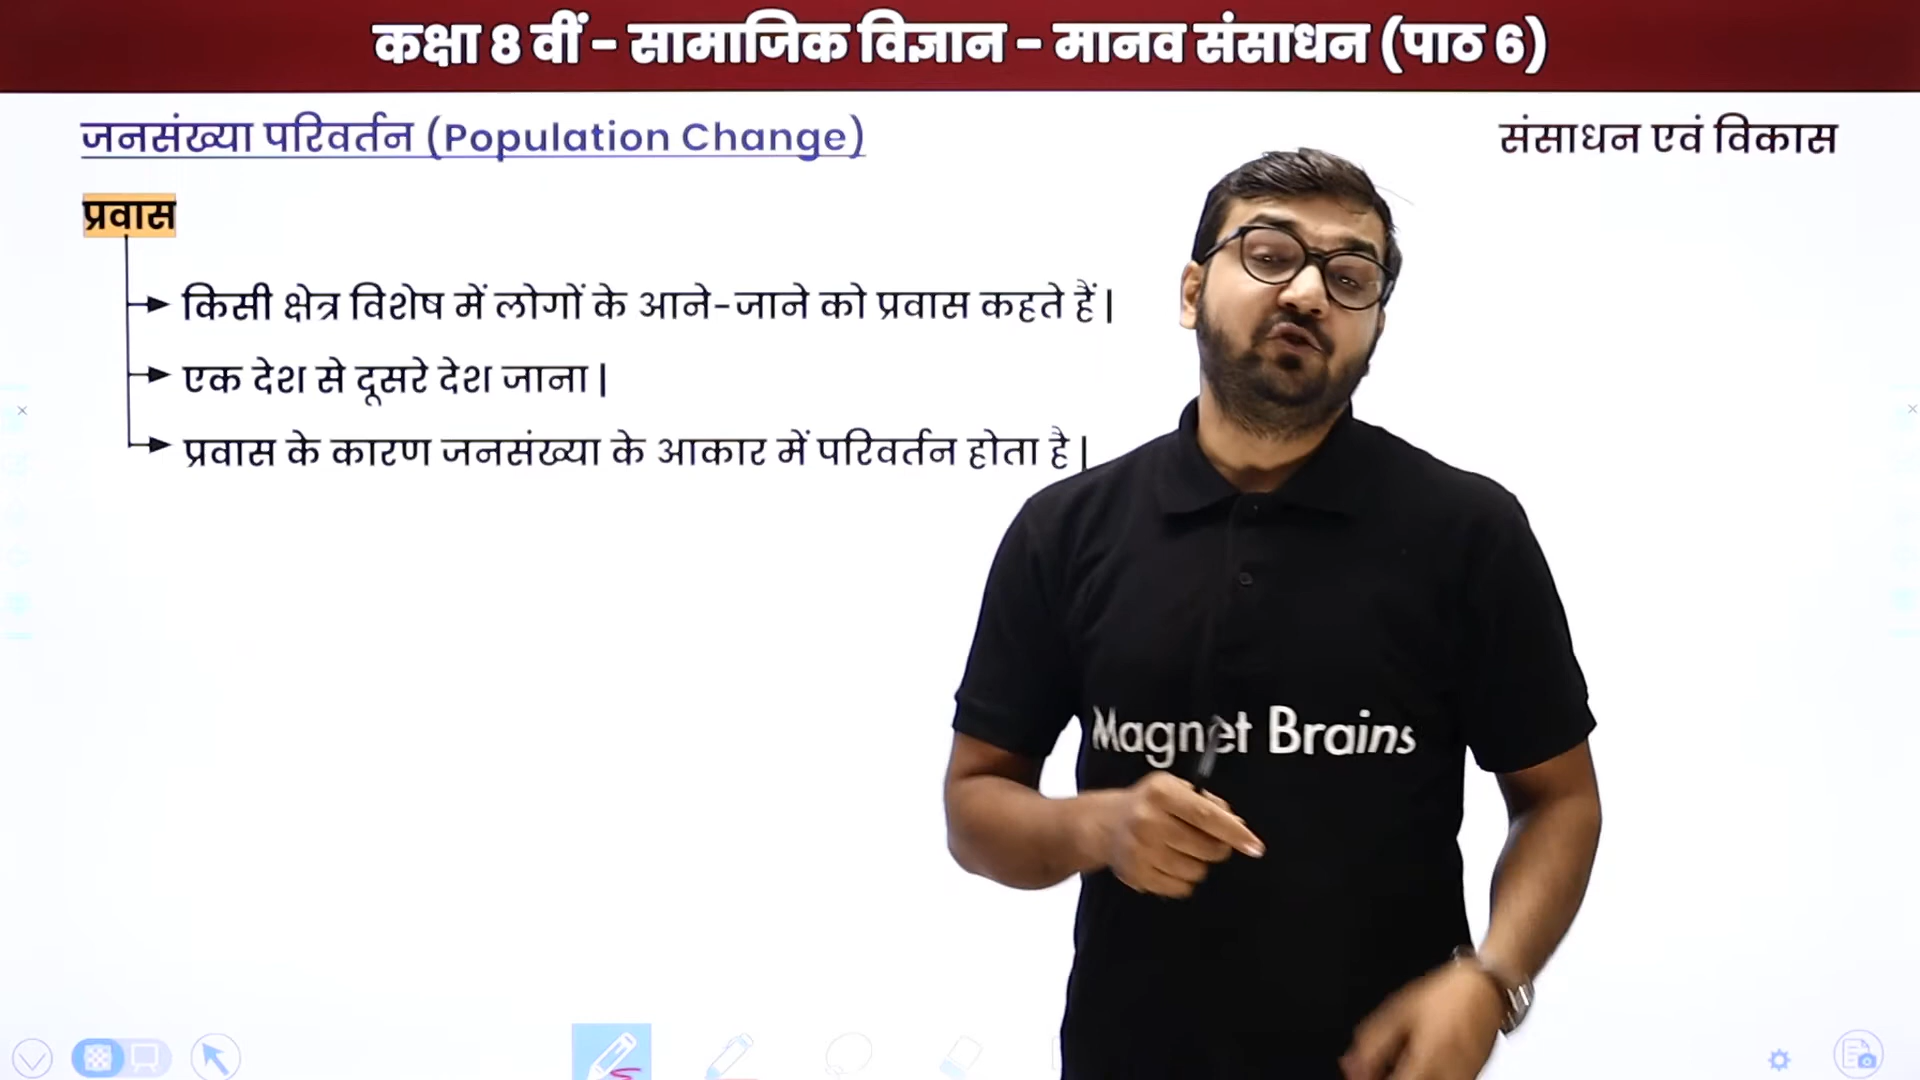 कक्षा 8 वीं - सामाजिक विज्ञान - मानव संसाधन (पाठ 6)
जनसंख्या परिवर्तन (Population Change)
संसाधन एवं विकास
प्रवास
किसी क्षेत्र विशेष में लोगों के आने-जाने को प्रवास कहते हैं |
एक देश से दूसरे देश जाना |
प्रवास के कारण जनसंख्या के आकार में परिवर्तन होता है |
Magnet Brains